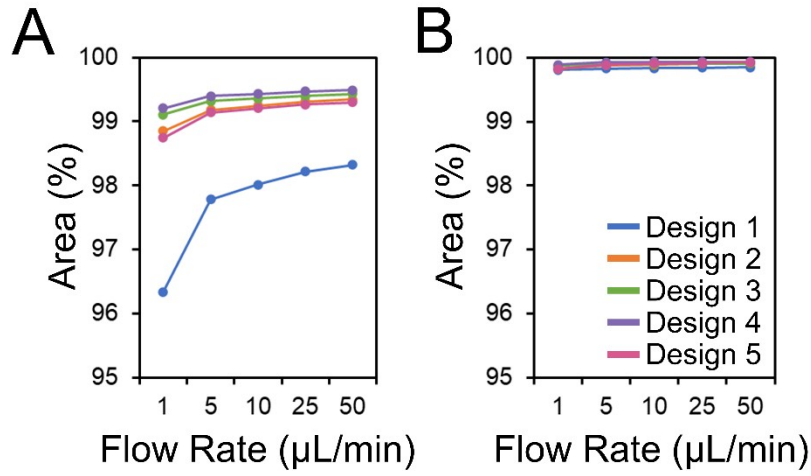 A
Area (%)
100
99
98
97
96
95
1 5 10 25 50
Flow Rate (µL/min)
B
Area (%)
100
99
98
97
96
95
Design 1
Design 2
Design 3
Design 4
Design 5
1 5 10 25 50
Flow Rate (µL/min)